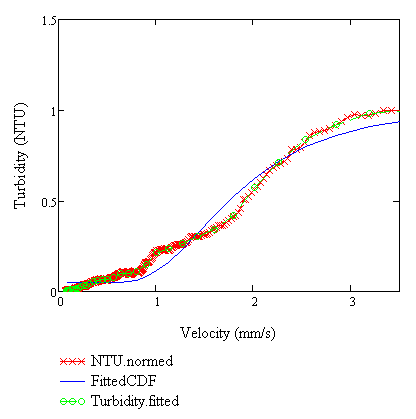 1.5
1
0.5
0
0
1
2
3
Turbidity (NTU)
Velocity (mm/s)
NTU.normed
FittedCDF
Turbidity.fitted